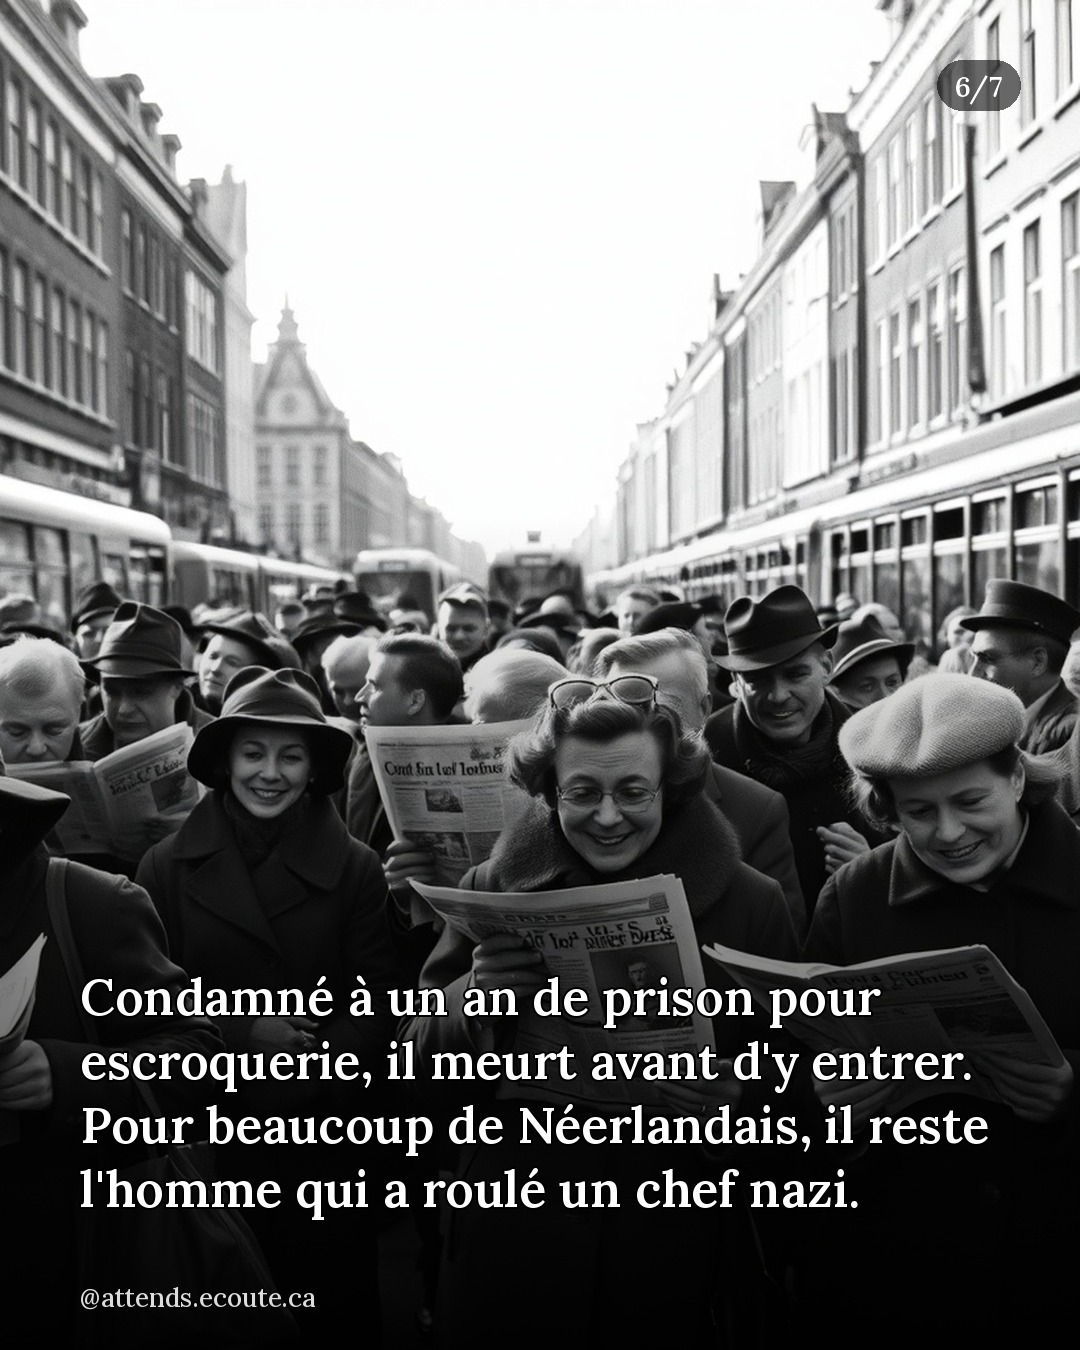 6/7
Condamné à un an de prison pour
escroquerie, il meurt avant d'y entrer.
Pour beaucoup de Néerlandais, il reste
l'homme qui a roulé un chef nazi.
@attends.ecoute.ca